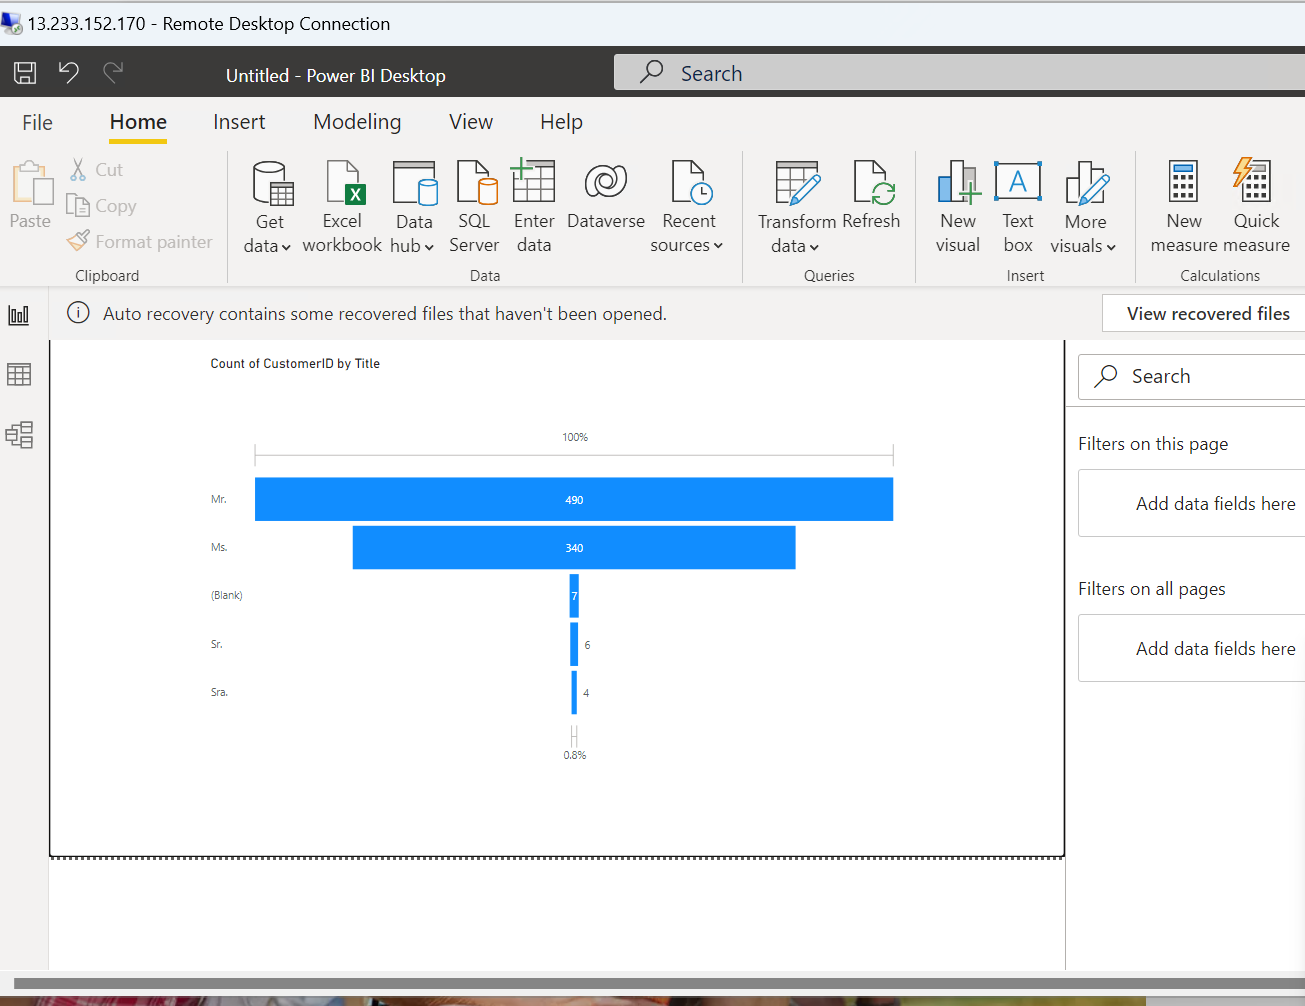 13.233.152.170 - Remote Desktop Connection
Untitled - Power BI Desktop
Search
File Home Insert Modeling View Help
Paste
Cut
Copy
Format painter
Clipboard
Get data
Excel workbook
Data hub
SQL Server
Enter data
Dataverse
Recent sources
Data
Transform data
Refresh
Queries
New visual
Text box
More visuals
Insert
New measure
Quick measure
Calculations
Auto recovery contains some recovered files that haven't been opened.
View recovered files
Count of CustomerID by Title
100%
Mr. 490
Ms. 340
(Blank) 7
Sr. 6
Sra. 4
0.8%
Search
Filters on this page
Add data fields here
Filters on all pages
Add data fields here